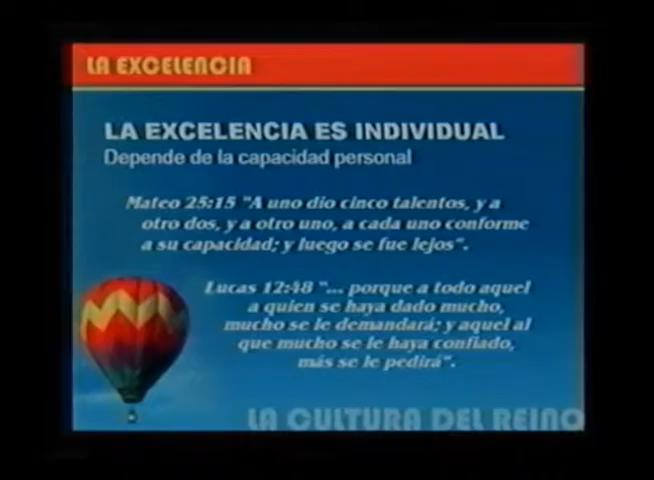 LA EXCELENCIA
LA EXCELENCIA ES INDIVIDUAL
Depende de la capacidad personal
Mateo 25:15 "A uno dio cinco talentos, y a
otro dos, y a otro uno, a cada uno conforme
a su capacidad; y luego se fue lejos".
Lucas 12:48 "... porque a todo aquel
a quien se haya dado mucho,
mucho se le demandará; y aquel al
que mucho se le haya confiado,
más se le pedirá".
LA CULTURA DEL REINO